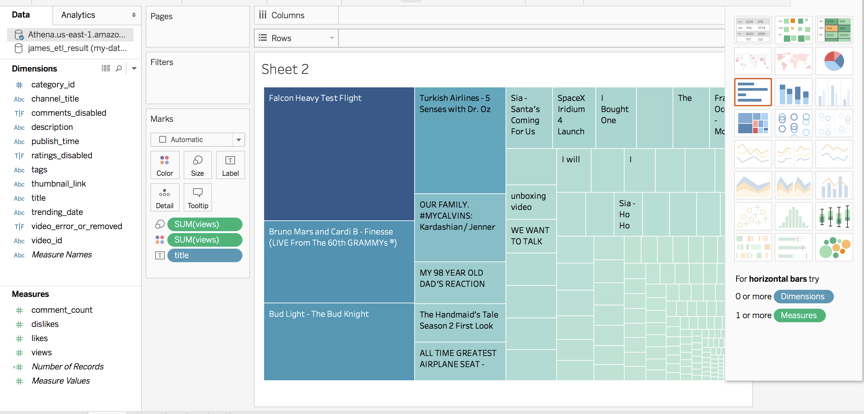 Data
Analytics
Athena.us-east-1.amazo...
james_etl_result (my-dat...
Dimensions
# category_id
Abc channel_title
T|F comments_disabled
Abc description
Abc publish_time
T|F ratings_disabled
Abc tags
Abc thumbnail_link
Abc title
Abc trending_date
T|F video_error_or_removed
Abc video_id
Abc Measure Names
Measures
# comment_count
# dislikes
# likes
# views
# Number of Records
# Measure Values
Pages
Filters
Marks
Automatic
Color
Size
Label
Detail
Tooltip
SUM(views)
SUM(views)
title
Columns
Rows
Sheet 2
Falcon Heavy Test Flight
Bruno Mars and Cardi B - Finesse
(LIVE From The 60th GRAMMYs ®)
Bud Light - The Bud Knight
Turkish Airlines - 5
Senses with Dr. Oz
OUR FAMILY.
#MYCALVINS:
Kardashian / Jenner
MY 98 YEAR OLD
DAD'S REACTION
The Handmaid's Tale
Season 2 First Look
ALL TIME GREATEST
AIRPLANE SEAT -
Sia -
Santa's
Coming
For Us
unboxing
video
WE WANT
TO TALK
SpaceX
Iridium
4
Launch
I will
I
Bought
One
I
Sia -
Ho
Ho
The
Fra
Oc
-
Mo
For horizontal bars try
0 or more Dimensions
1 or more Measures